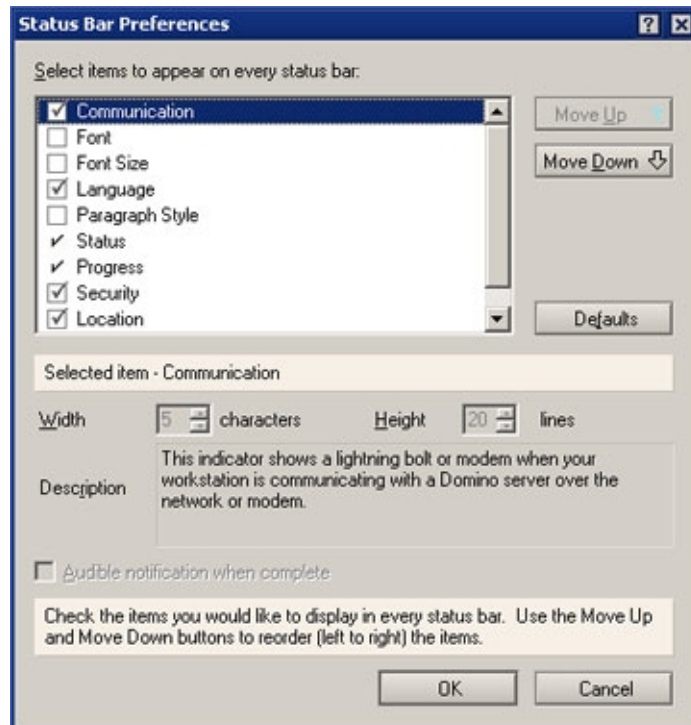 Status Bar Preferences
Select items to appear on every status bar:
Communication
Move Up
Font
Font Size
Move Down
Language
Paragraph Style
Status
Progress
Security
Location
Defaults
Selected item - Communication
Width 5 characters Height 20 lines
Description
This indicator shows a lightning bolt or modem when your
workstation is communicating with a Domino server over the
network or modem.
Audible notification when complete
Check the items you would like to display in every status bar. Use the Move Up
and Move Down buttons to reorder (left to right) the items.
OK Cancel